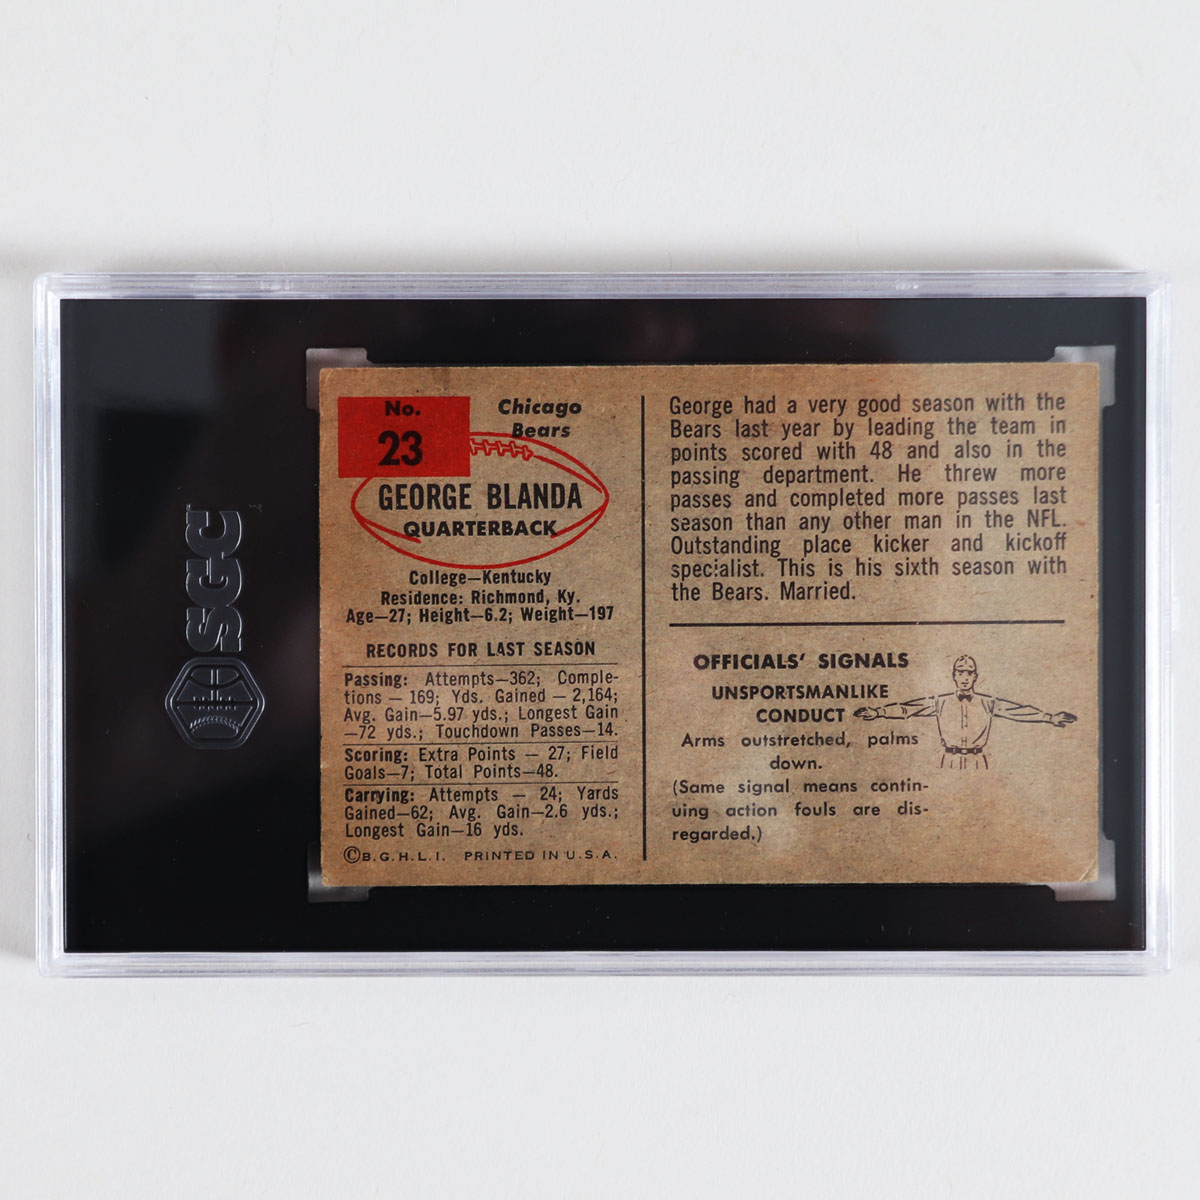 SGC
No.
23
Chicago
Bears
GEORGE BLANDA
QUARTERBACK
College—Kentucky
Residence: Richmond, Ky.
Age—27; Height—6.2; Weight—197
RECORDS FOR LAST SEASON
Passing: Attempts—362; Comple-
tions — 169; Yds. Gained — 2,164;
Avg. Gain—5.97 yds.; Longest Gain
—72 yds.; Touchdown Passes—14.
Scoring: Extra Points — 27; Field
Goals—7; Total Points—48.
Carrying: Attempts — 24; Yards
Gained—62; Avg. Gain—2.6 yds.;
Longest Gain—16 yds.
©B.G.H.L.I. PRINTED IN U.S.A.
George had a very good season with the
Bears last year by leading the team in
points scored with 48 and also in the
passing department. He threw more
passes and completed more passes last
season than any other man in the NFL.
Outstanding place kicker and kickoff
specialist. This is his sixth season with
the Bears. Married.
OFFICIALS' SIGNALS
UNSPORTSMANLIKE
CONDUCT
Arms outstretched, palms
down.
(Same signal means contin-
uing action fouls are dis-
regarded.)